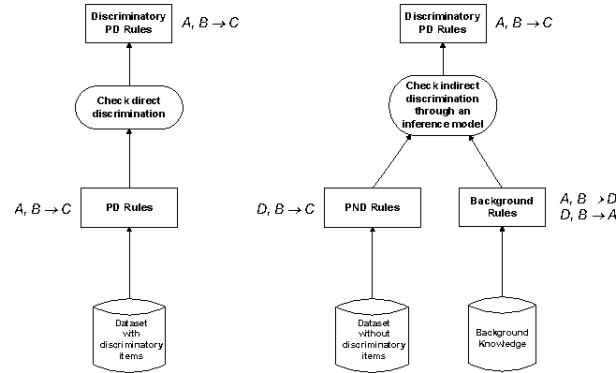 Discriminatory
PD Rules
A, B → C
Check direct
discrimination
A, B → C
PD Rules
Dataset
with
discriminatory
items
Discriminatory
PD Rules
A, B → C
Check indirect
discrimination
through an
inference model
D, B → C
PND Rules
Background
Rules
A, B → D
D, B → A
Dataset
without
discriminatory
items
Background
Knowledge